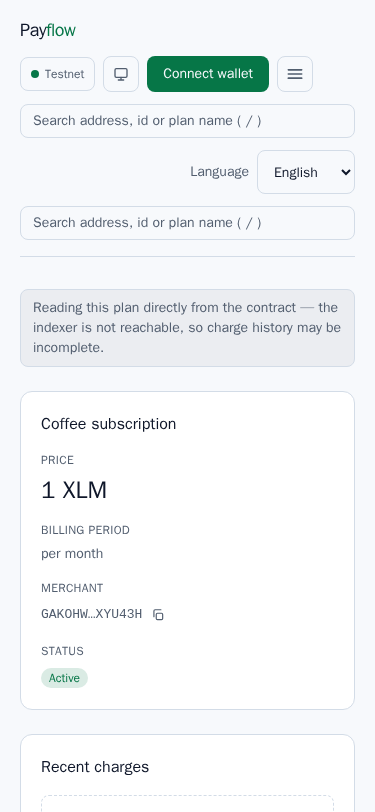 Payflow
Testnet
Connect wallet
Search address, id or plan name ( / )
Language
English
Search address, id or plan name ( / )
Reading this plan directly from the contract — the
indexer is not reachable, so charge history may be
incomplete.
Coffee subscription
PRICE
1 XLM
BILLING PERIOD
per month
MERCHANT
GAKOHW…XYU43H
STATUS
Active
Recent charges